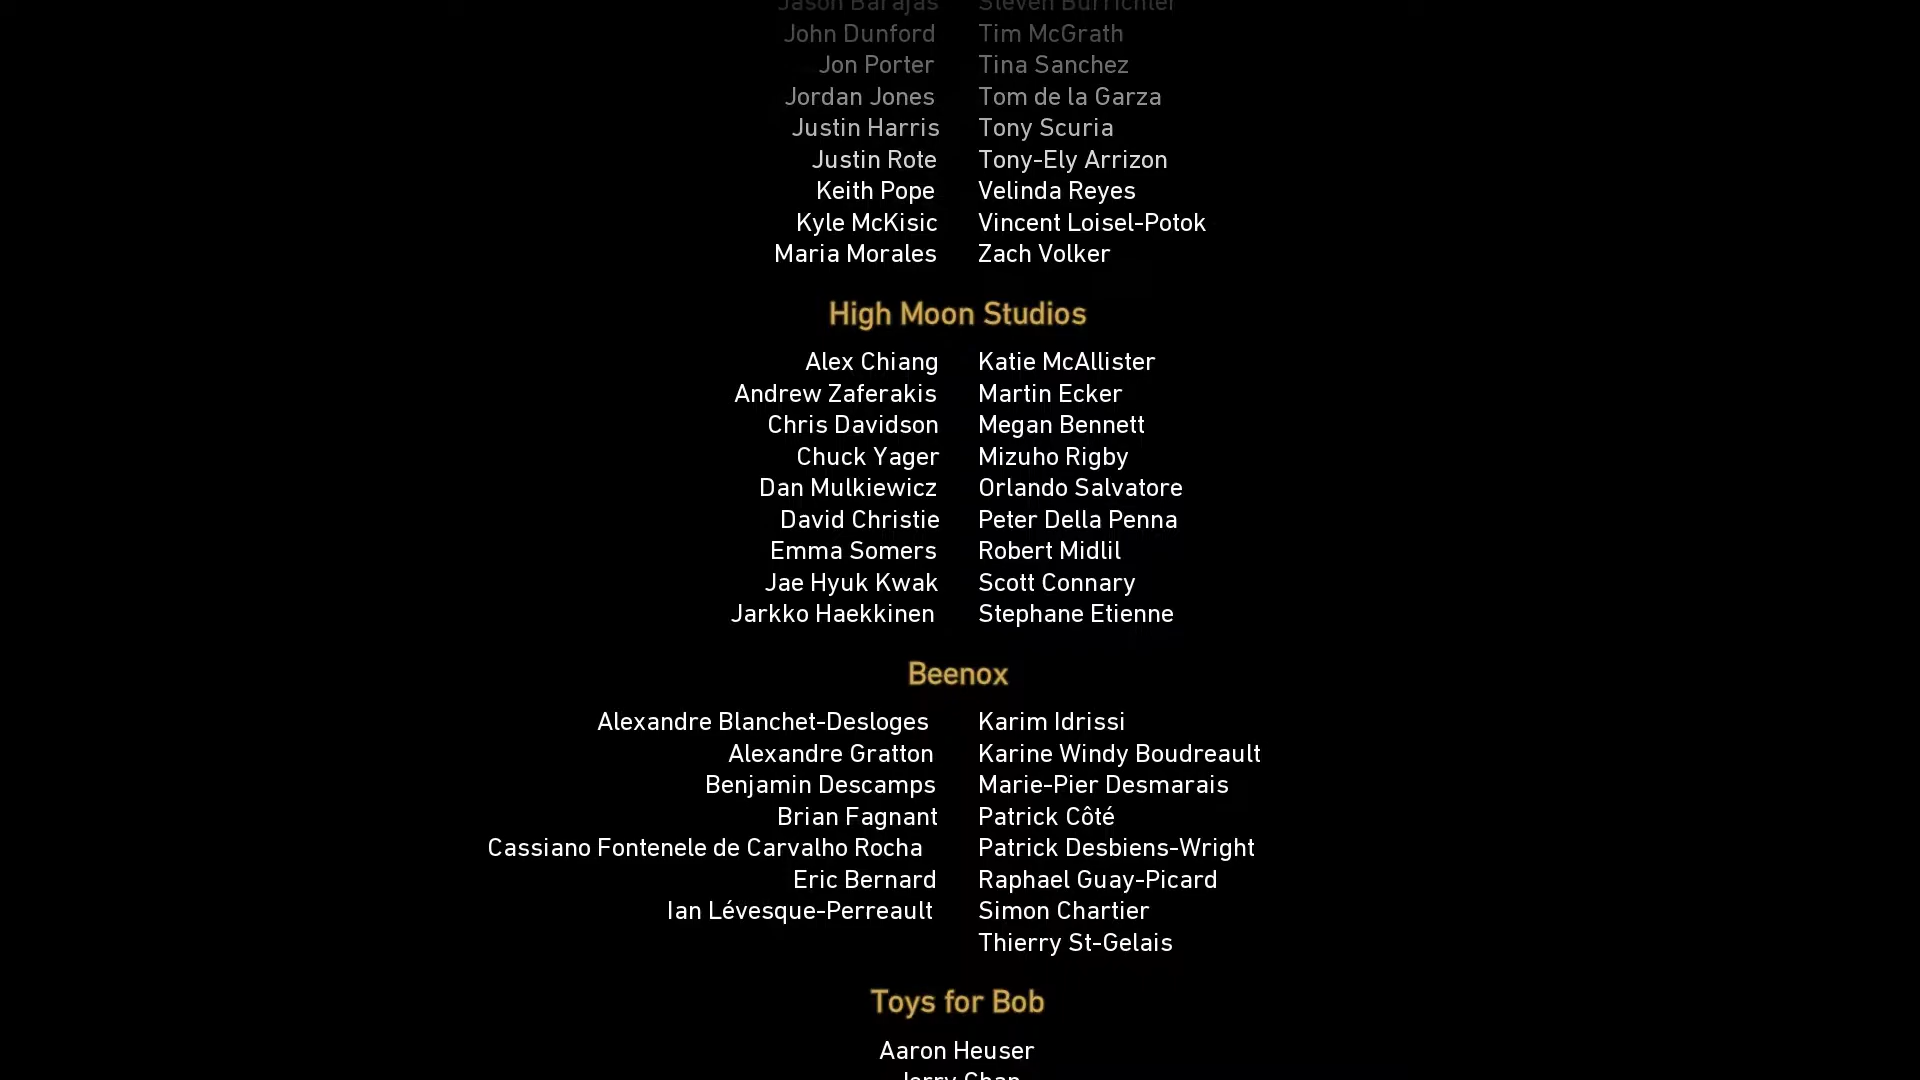 Jason Barajas Steven Burrichter
John Dunford Tim McGrath
Jon Porter Tina Sanchez
Jordan Jones Tom de la Garza
Justin Harris Tony Scuria
Justin Rote Tony-Ely Arrizon
Keith Pope Velinda Reyes
Kyle McKisic Vincent Loisel-Potok
Maria Morales Zach Volker
High Moon Studios
Alex Chiang Katie McAllister
Andrew Zaferakis Martin Ecker
Chris Davidson Megan Bennett
Chuck Yager Mizuho Rigby
Dan Mulkiewicz Orlando Salvatore
David Christie Peter Della Penna
Emma Somers Robert Midlil
Jae Hyuk Kwak Scott Connary
Jarkko Haekkinen Stephane Etienne
Beenox
Alexandre Blanchet-Desloges Karim Idrissi
Alexandre Gratton Karine Windy Boudreault
Benjamin Descamps Marie-Pier Desmarais
Brian Fagnant Patrick Côté
Cassiano Fontenele de Carvalho Rocha Patrick Desbiens-Wright
Eric Bernard Raphael Guay-Picard
Ian Lévesque-Perreault Simon Chartier
Thierry St-Gelais
Toys for Bob
Aaron Heuser